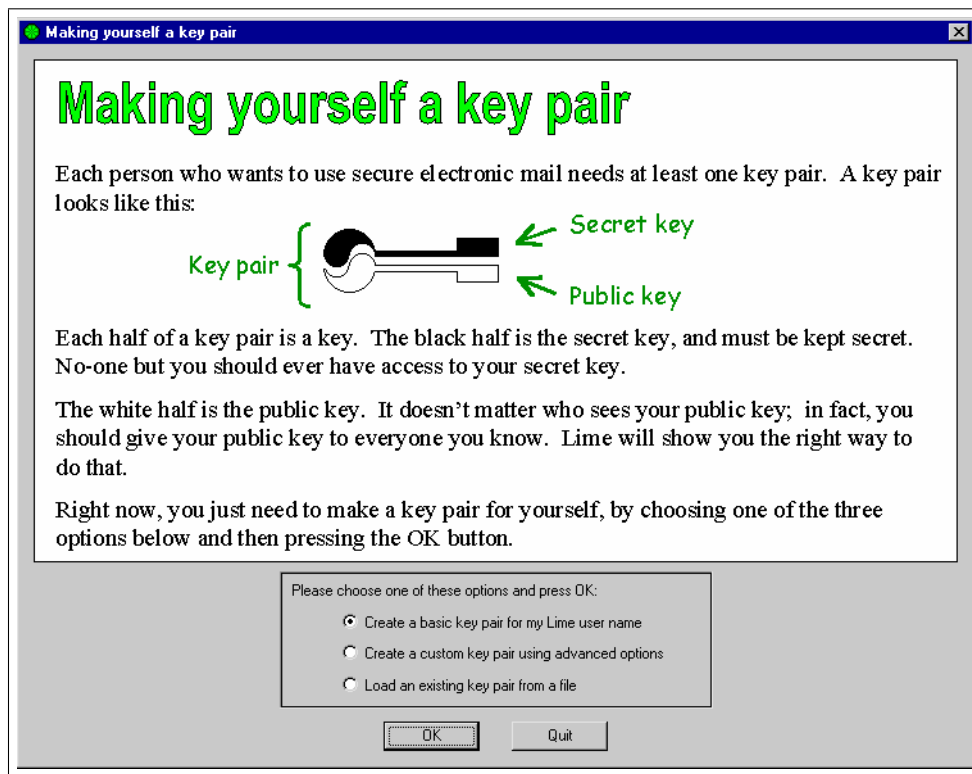 Making yourself a key pair
Making yourself a key pair
Each person who wants to use secure electronic mail needs at least one key pair.  A key pair
looks like this:
Secret key
Key pair
Public key
Each half of a key pair is a key.  The black half is the secret key, and must be kept secret.
No-one but you should ever have access to your secret key.
The white half is the public key.  It doesn't matter who sees your public key;  in fact, you
should give your public key to everyone you know.  Lime will show you the right way to
do that.
Right now, you just need to make a key pair for yourself, by choosing one of the three
options below and then pressing the OK button.
Please choose one of these options and press OK:
Create a basic key pair for my Lime user name
Create a custom key pair using advanced options
Load an existing key pair from a file
OK
Quit